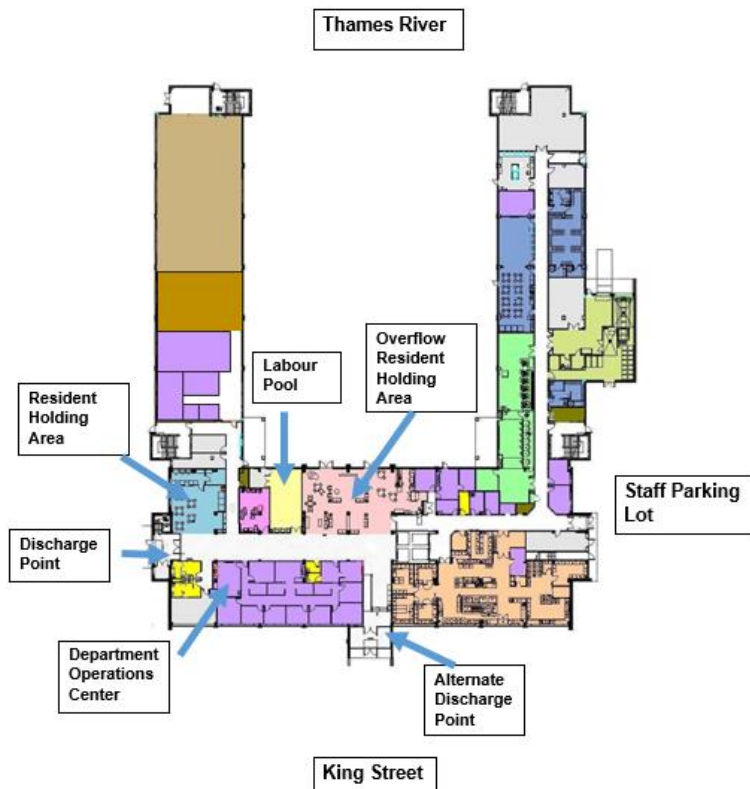 Thames River
Labour
Pool
Overflow
Resident
Holding
Area
Resident
Holding
Area
Staff Parking
Lot
Discharge
Point
Department
Operations
Center
Alternate
Discharge
Point
King Street